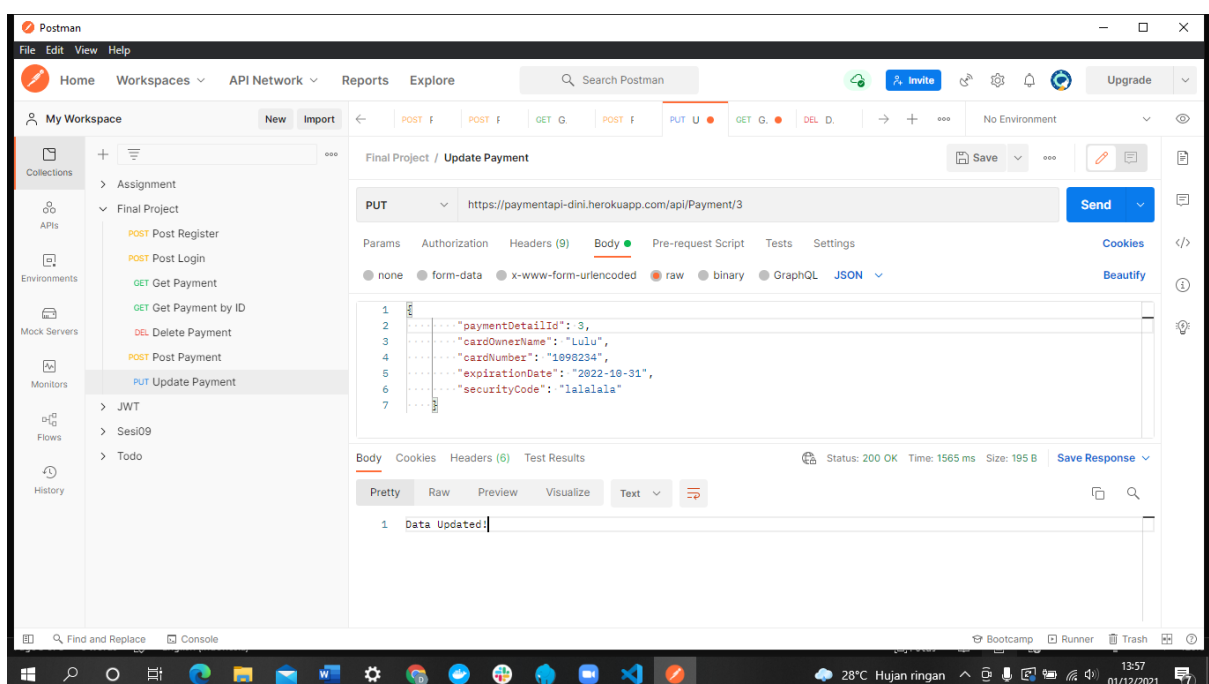 Postman
File Edit View Help
Home Workspaces API Network Reports Explore Search Postman Invite Upgrade
My Workspace New Import POST F POST F GET G. POST F PUT U GET G. DEL D. No Environment
Collections
APIs
Environments
Mock Servers
Monitors
Flows
History
Assignment
Final Project
POST Post Register
POST Post Login
GET Get Payment
GET Get Payment by ID
DEL Delete Payment
POST Post Payment
PUT Update Payment
JWT
Sesi09
Todo
Final Project / Update Payment Save
PUT https://paymentapi-dini.herokuapp.com/api/Payment/3 Send
Params Authorization Headers (9) Body Pre-request Script Tests Settings Cookies
none form-data x-www-form-urlencoded raw binary GraphQL JSON Beautify
1 {
2 "paymentDetailId": 3,
3 "cardOwnerName": "Lulu",
4 "cardNumber": "1098234",
5 "expirationDate": "2022-10-31",
6 "securityCode": "lalalala"
7 }
Body Cookies Headers (6) Test Results Status: 200 OK Time: 1565 ms Size: 195 B Save Response
Pretty Raw Preview Visualize Text
1 Data Updated!
Find and Replace Console Bootcamp Runner Trash
28°C Hujan ringan 13:57
01/12/2021